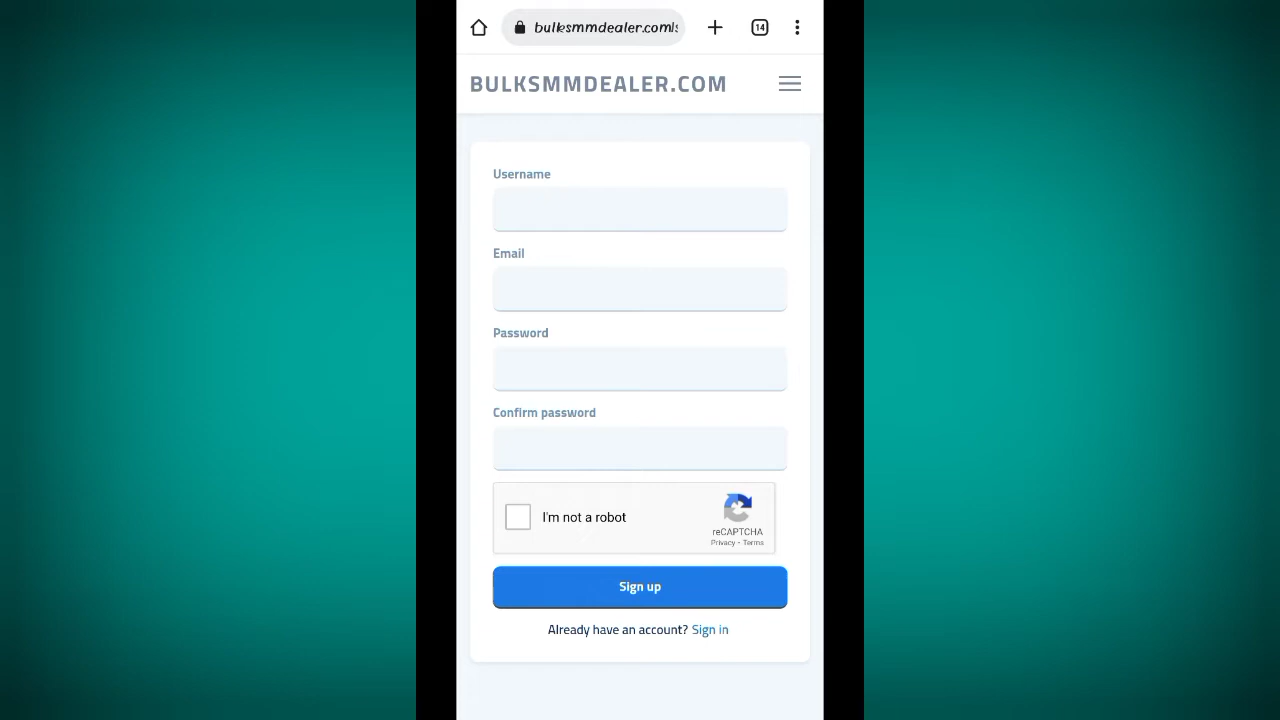 bulksmmdealer.com/s
14
BULKSMMDEALER.COM
Username
Email
Password
Confirm password
I'm not a robot
reCAPTCHA
Privacy - Terms
Sign up
Already have an account? Sign in